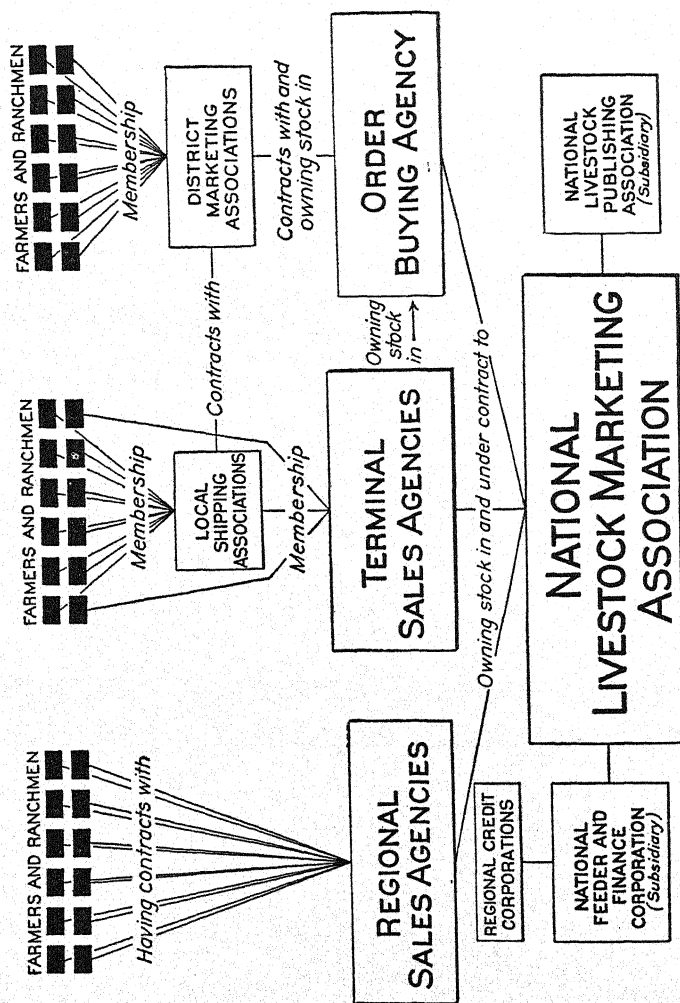 FARMERS AND RANCHMEN
Having contracts with
REGIONAL
SALES AGENCIES
FARMERS AND RANCHMEN
Membership
LOCAL
SHIPPING
ASSOCIATIONS
Membership
TERMINAL
SALES AGENCIES
FARMERS AND RANCHMEN
Membership
DISTRICT
MARKETING
ASSOCIATIONS
Contracts with
Contracts with and
owning stock in
Owning
stock
in
ORDER
BUYING AGENCY
Owning stock in and under contract to
REGIONAL CREDIT
CORPORATIONS
NATIONAL
FEEDER AND
FINANCE
CORPORATION
(Subsidiary)
NATIONAL
LIVESTOCK MARKETING
ASSOCIATION
NATIONAL
LIVESTOCK
PUBLISHING
ASSOCIATION
(Subsidiary)